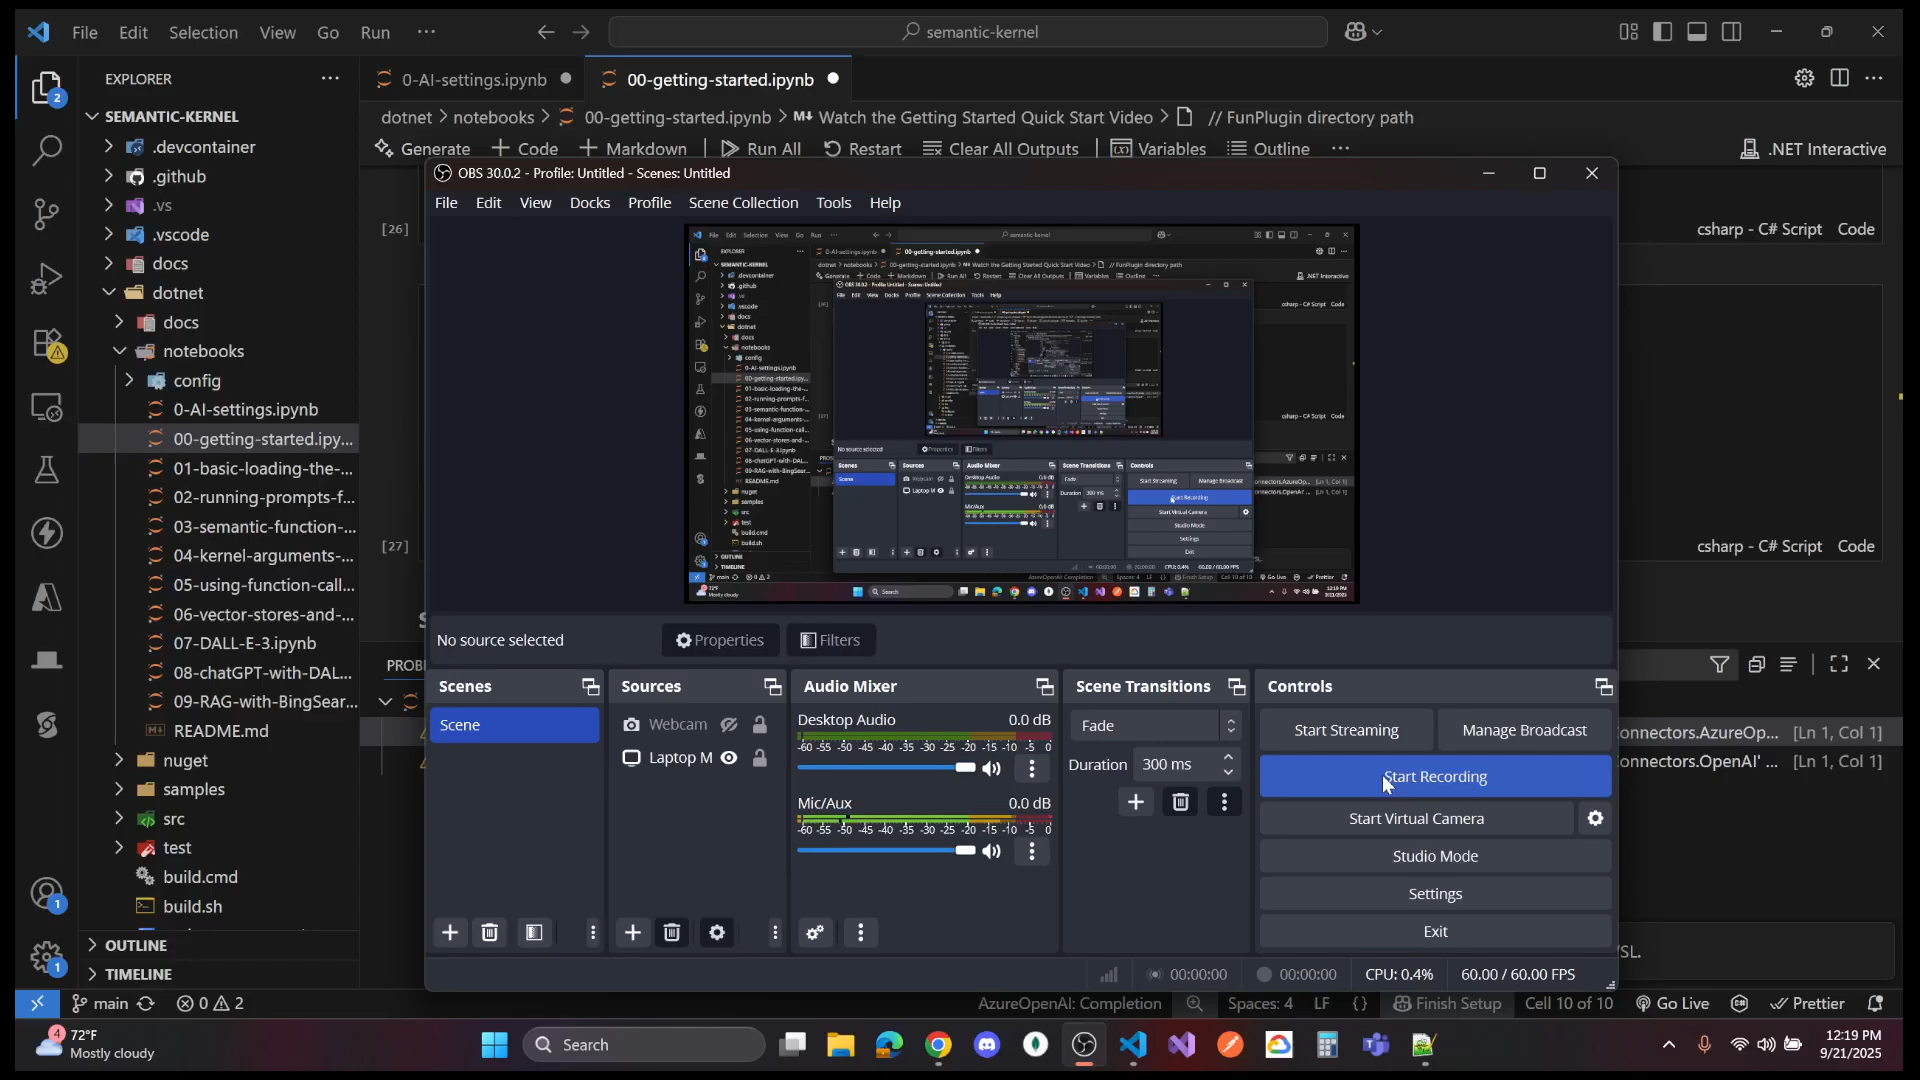 File Edit Selection View Go Run ···
semantic-kernel
EXPLORER ···
SEMANTIC-KERNEL
.devcontainer
.github
.vs
.vscode
docs
dotnet
docs
notebooks
config
0-AI-settings.ipynb
00-getting-started.ipy...
01-basic-loading-the-...
02-running-prompts-f...
03-semantic-function-...
04-kernel-arguments-...
05-using-function-call...
06-vector-stores-and-...
07-DALL-E-3.ipynb
08-chatGPT-with-DAL...
09-RAG-with-BingSear...
README.md
nuget
samples
src
test
build.cmd
build.sh
OUTLINE
TIMELINE
2
1
1
0-AI-settings.ipynb 00-getting-started.ipynb
dotnet > notebooks > 00-getting-started.ipynb > M↓ Watch the Getting Started Quick Start Video > // FunPlugin directory path
Generate + Code + Markdown Run All Restart Clear All Outputs Variables Outline ··· .NET Interactive
[26]
csharp - C# Script Code
[27]
csharp - C# Script Code
PROB
onnectors.AzureOp... [Ln 1, Col 1]
onnectors.OpenAI' ... [Ln 1, Col 1]
/SL.
OBS 30.0.2 - Profile: Untitled - Scenes: Untitled
File Edit View Docks Profile Scene Collection Tools Help
No source selected Properties Filters
Scenes
Scene
Sources
Webcam
Laptop M
Audio Mixer
Desktop Audio 0.0 dB
-60 -55 -50 -45 -40 -35 -30 -25 -20 -15 -10 -5 0
Mic/Aux 0.0 dB
-60 -55 -50 -45 -40 -35 -30 -25 -20 -15 -10 -5 0
Scene Transitions
Fade
Duration 300 ms
Controls
Start Streaming Manage Broadcast
Start Recording
Start Virtual Camera
Studio Mode
Settings
Exit
00:00:00 00:00:00 CPU: 0.4% 60.00 / 60.00 FPS
main 0 2 AzureOpenAI: Completion Spaces: 4 LF {} Finish Setup Cell 10 of 10 Go Live Prettier
4
72°F
Mostly cloudy
Search
12:19 PM
9/21/2025